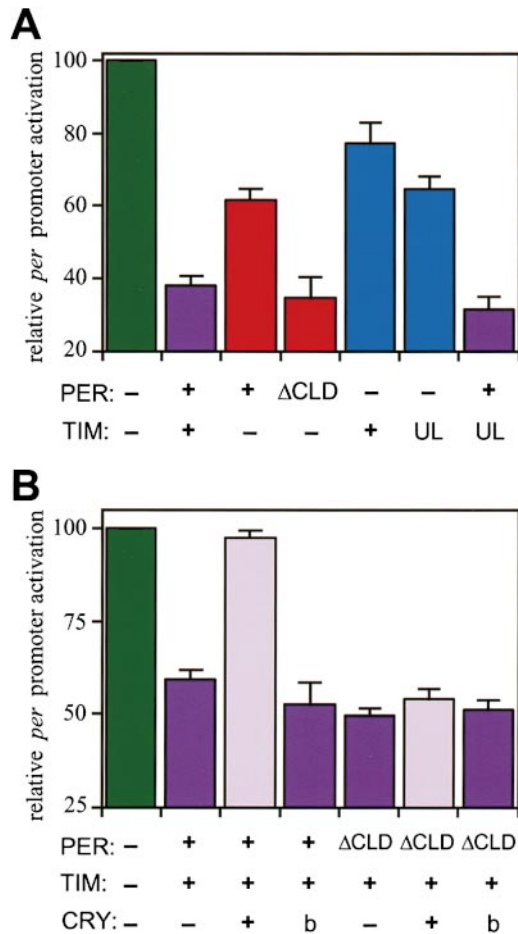 A
relative per promoter activation
100
80
60
40
20
PER: – + + ΔCLD – – +
TIM: – + – – + UL UL
B
relative per promoter activation
100
75
50
25
PER: – + + + ΔCLD ΔCLD ΔCLD
TIM: – + + + + + +
CRY: – – + b – + b